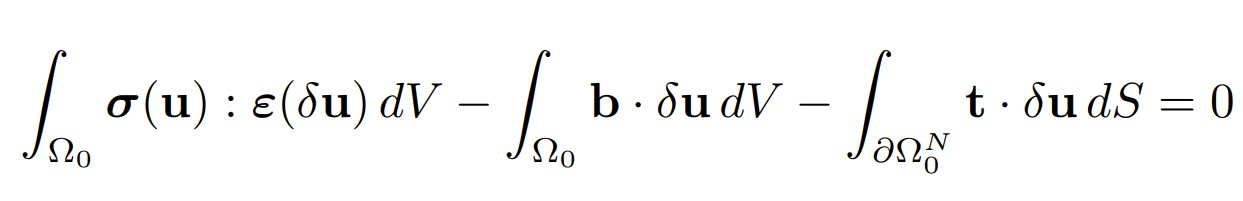 ∫_{Ω₀} 𝛔(𝐮) : 𝛆(δ𝐮) dV − ∫_{Ω₀} 𝐛 · δ𝐮 dV − ∫_{∂Ω₀^N} 𝐭 · δ𝐮 dS = 0